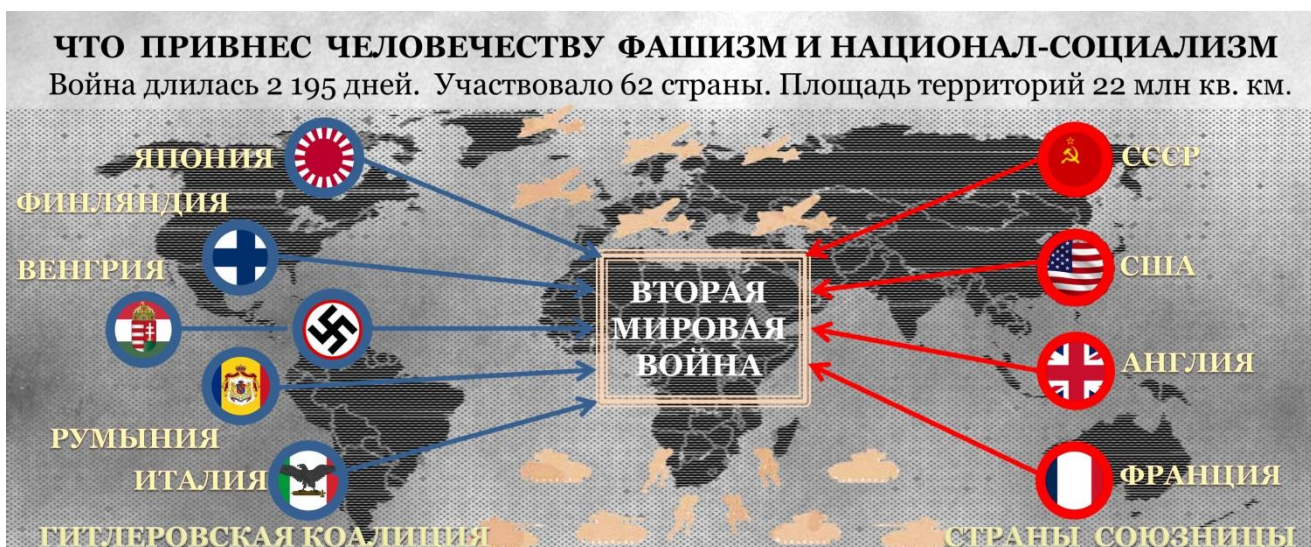 ЧТО ПРИВНЕС ЧЕЛОВЕЧЕСТВУ ФАШИЗМ И НАЦИОНАЛ-СОЦИАЛИЗМ
Война длилась 2 195 дней. Участвовало 62 страны. Площадь территорий 22 млн кв. км.
ЯПОНИЯ
ФИНЛЯНДИЯ
ВЕНГРИЯ
РУМЫНИЯ
ИТАЛИЯ
ГИТЛЕРОВСКАЯ КОАЛИЦИЯ
ВТОРАЯ
МИРОВАЯ
ВОЙНА
СССР
США
АНГЛИЯ
ФРАНЦИЯ
СТРАНЫ СОЮЗНИЦЫ